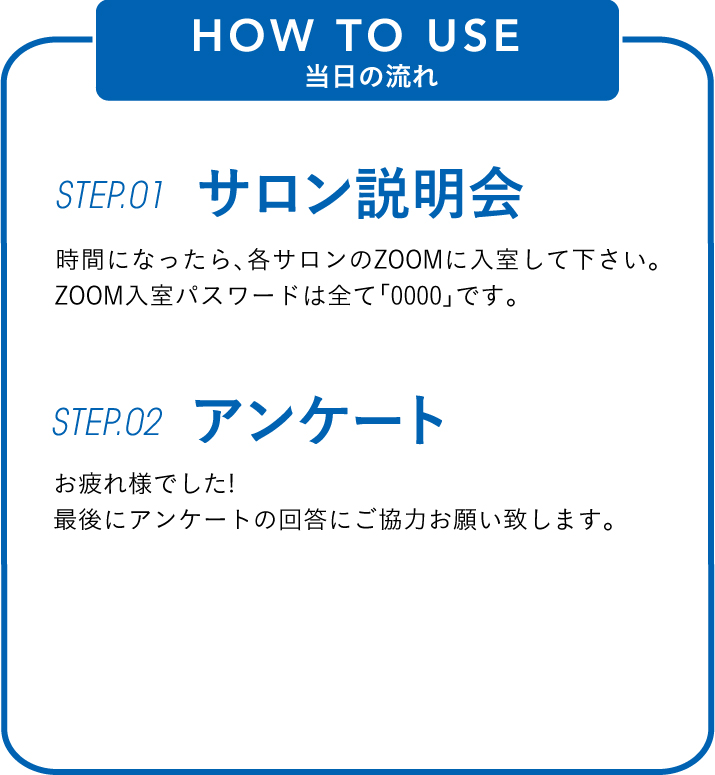 HOW TO USE
当日の流れ
STEP.01 サロン説明会
時間になったら、各サロンのZOOMに入室して下さい。
ZOOM入室パスワードは全て「0000」です。
STEP.02 アンケート
お疲れ様でした!
最後にアンケートの回答にご協力お願い致します。